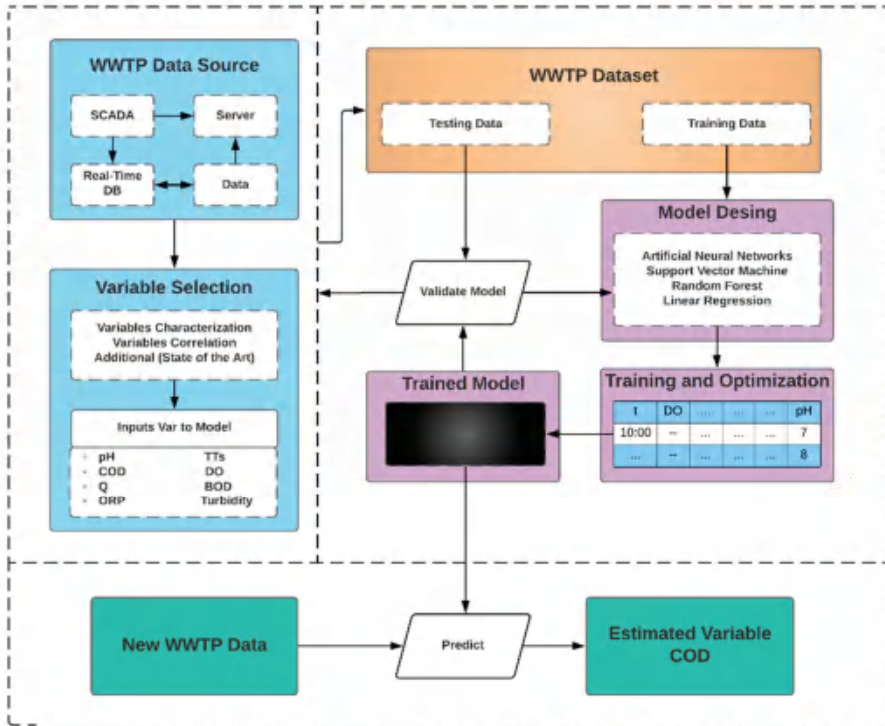 WWTP Data Source
SCADA
Server
Real-Time
DB
Data
Variable Selection
Variables Characterization
Variables Correlation
Additional (State of the Art)
Inputs Var to Model
pH TTs
COD DO
Q BOD
ORP Turbidity
WWTP Dataset
Testing Data
Training Data
Model Desing
Artificial Neural Networks
Support Vector Machine
Random Forest
Linear Regression
Validate Model
Trained Model
Training and Optimization
t DO .... ... ... pH
10:00 -- ... ... ... 7
... -- ... ... ... 8
New WWTP Data
Predict
Estimated Variable
COD